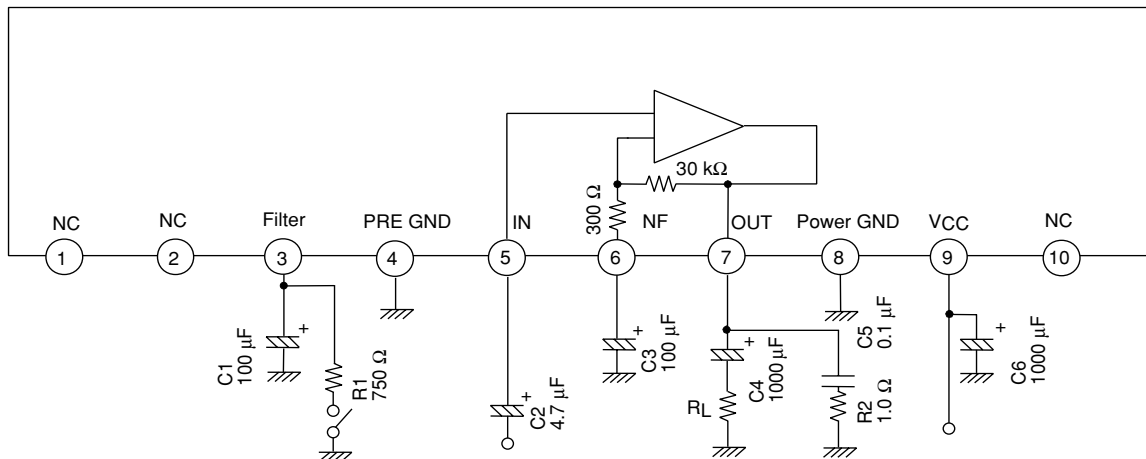 30 kΩ
300 Ω
NC
NC
Filter
PRE GND
IN
NF
OUT
Power GND
VCC
NC
1
2
3
4
5
6
7
8
9
10
+
C1
100 µF
R1
750 Ω
+
C2
4.7 µF
+
C3
100 µF
+
C4
1000 µF
RL
C5
0.1 µF
R2
1.0 Ω
+
C6
1000 µF